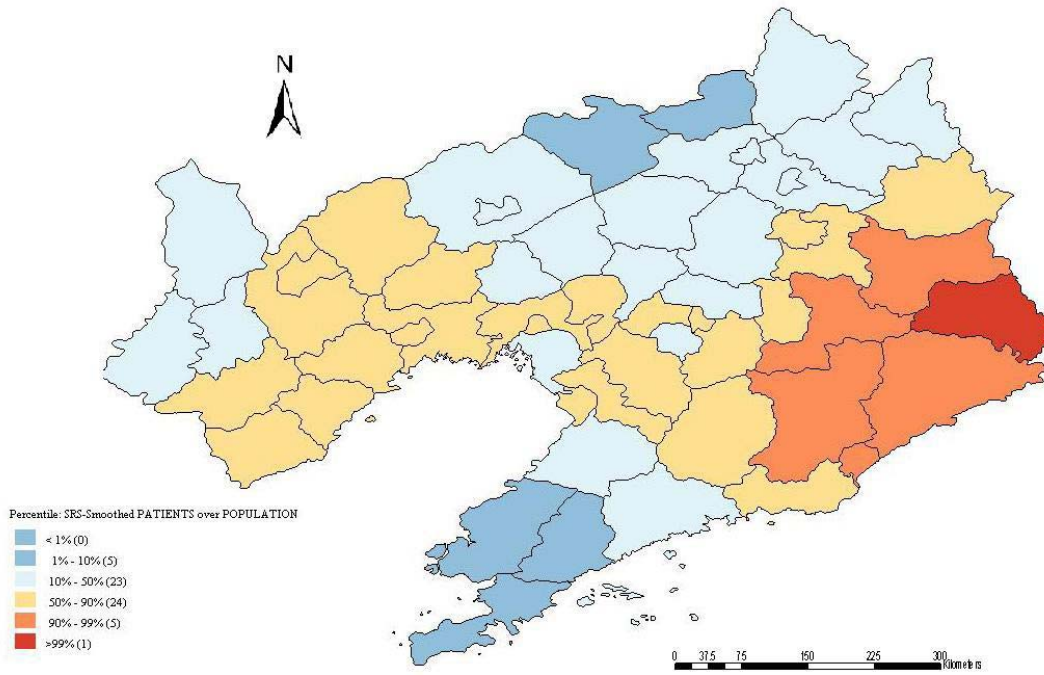 N
Percentile: SRS-Smoothed PATIENTS over POPULATION
< 1% (0)
1% - 10% (5)
10% - 50% (23)
50% - 90% (24)
90% - 99% (5)
>99% (1)
0 37.5 75 150 225 300
Kilometers